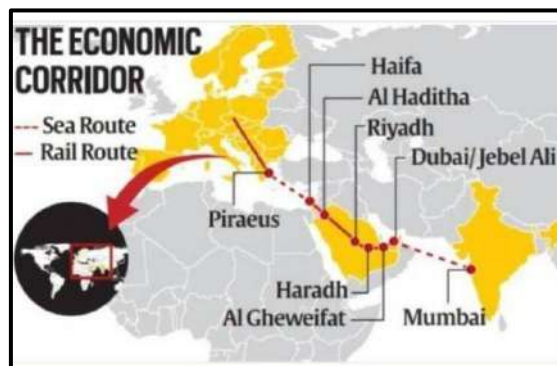 THE ECONOMIC
CORRIDOR
Sea Route
Rail Route
Haifa
Al Haditha
Riyadh
Dubai/Jebel Ali
Piraeus
Haradh
Al Gheweifat
Mumbai